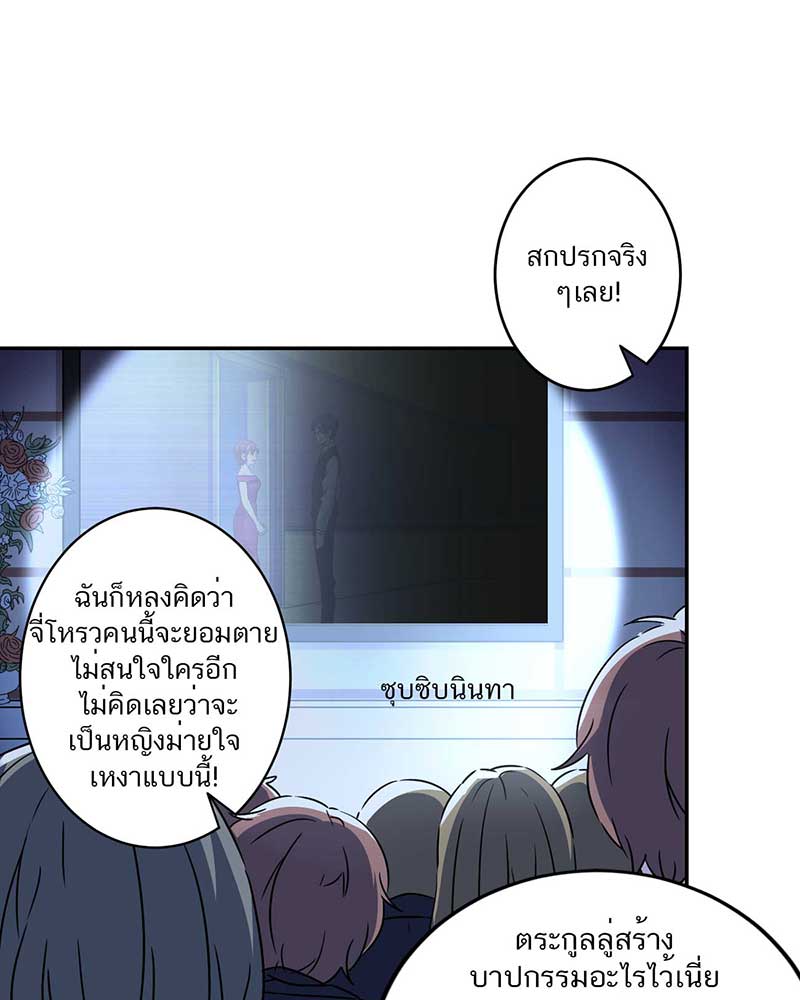 สกปรกจริง
ๆเลย!
ฉันก็หลงคิดว่า
จี่โหรวคนนี้จะยอมตาย
ไม่สนใจใครอีก
ไม่คิดเลยว่าจะ
เป็นหญิงม่ายใจ
เหงาแบบนี้!
ซุบซิบนินทา
ตระกูลลู่สร้าง
บาปกรรมอะไรไว้เนี่ย